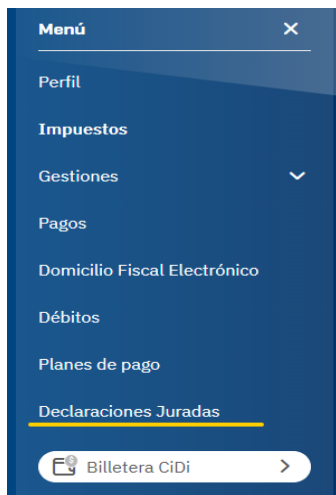 Menú
Perfil
Impuestos
Gestiones
Pagos
Domicilio Fiscal Electrónico
Débitos
Planes de pago
Declaraciones Juradas
Billetera CiDi